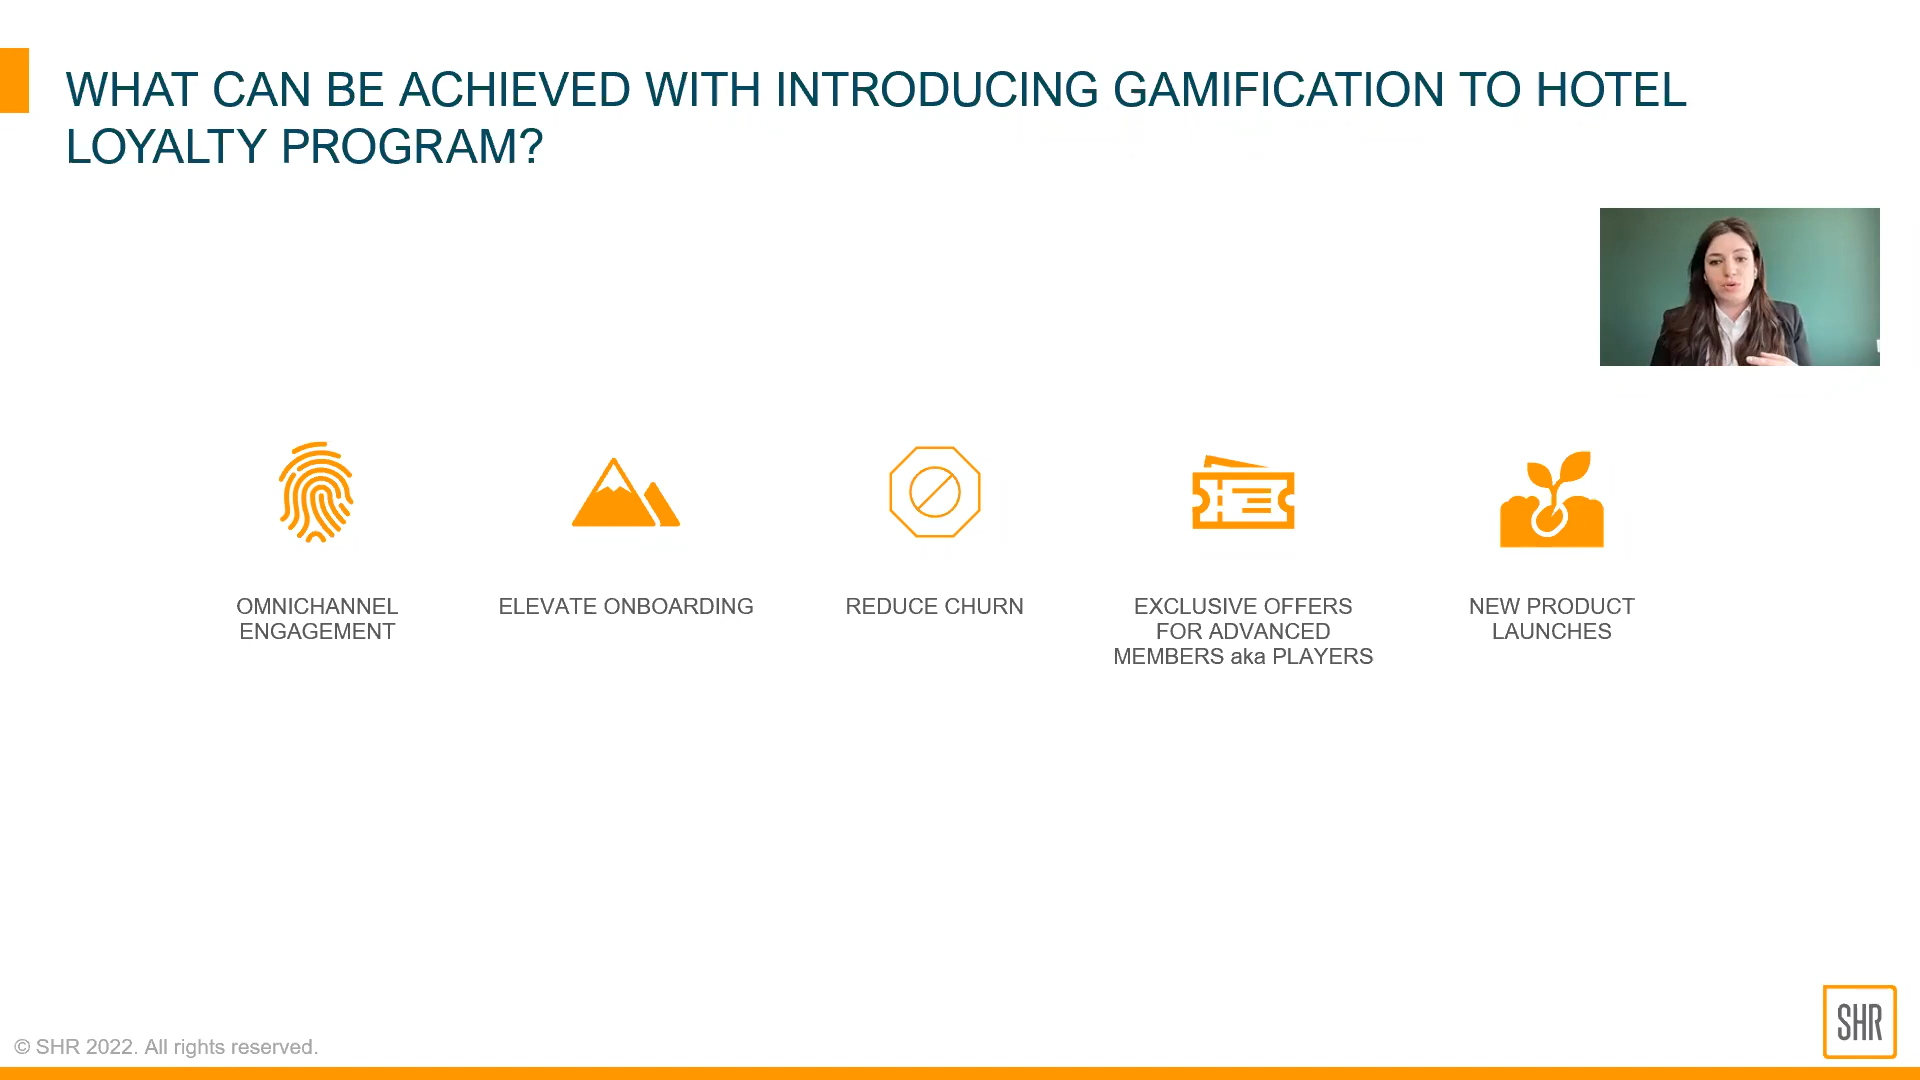 WHAT CAN BE ACHIEVED WITH INTRODUCING GAMIFICATION TO HOTEL
LOYALTY PROGRAM?
OMNICHANNEL
ENGAGEMENT
ELEVATE ONBOARDING
REDUCE CHURN
EXCLUSIVE OFFERS
FOR ADVANCED
MEMBERS aka PLAYERS
NEW PRODUCT
LAUNCHES
© SHR 2022. All rights reserved.
SHR